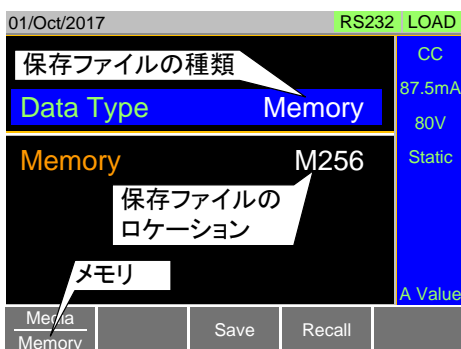 01/Oct/2017 RS232 LOAD
保存ファイルの種類
Data Type Memory
CC
87.5mA
80V
Static
Memory M256
保存ファイルの
ロケーション
メモリ
A Value
Media
Memory
Save
Recall